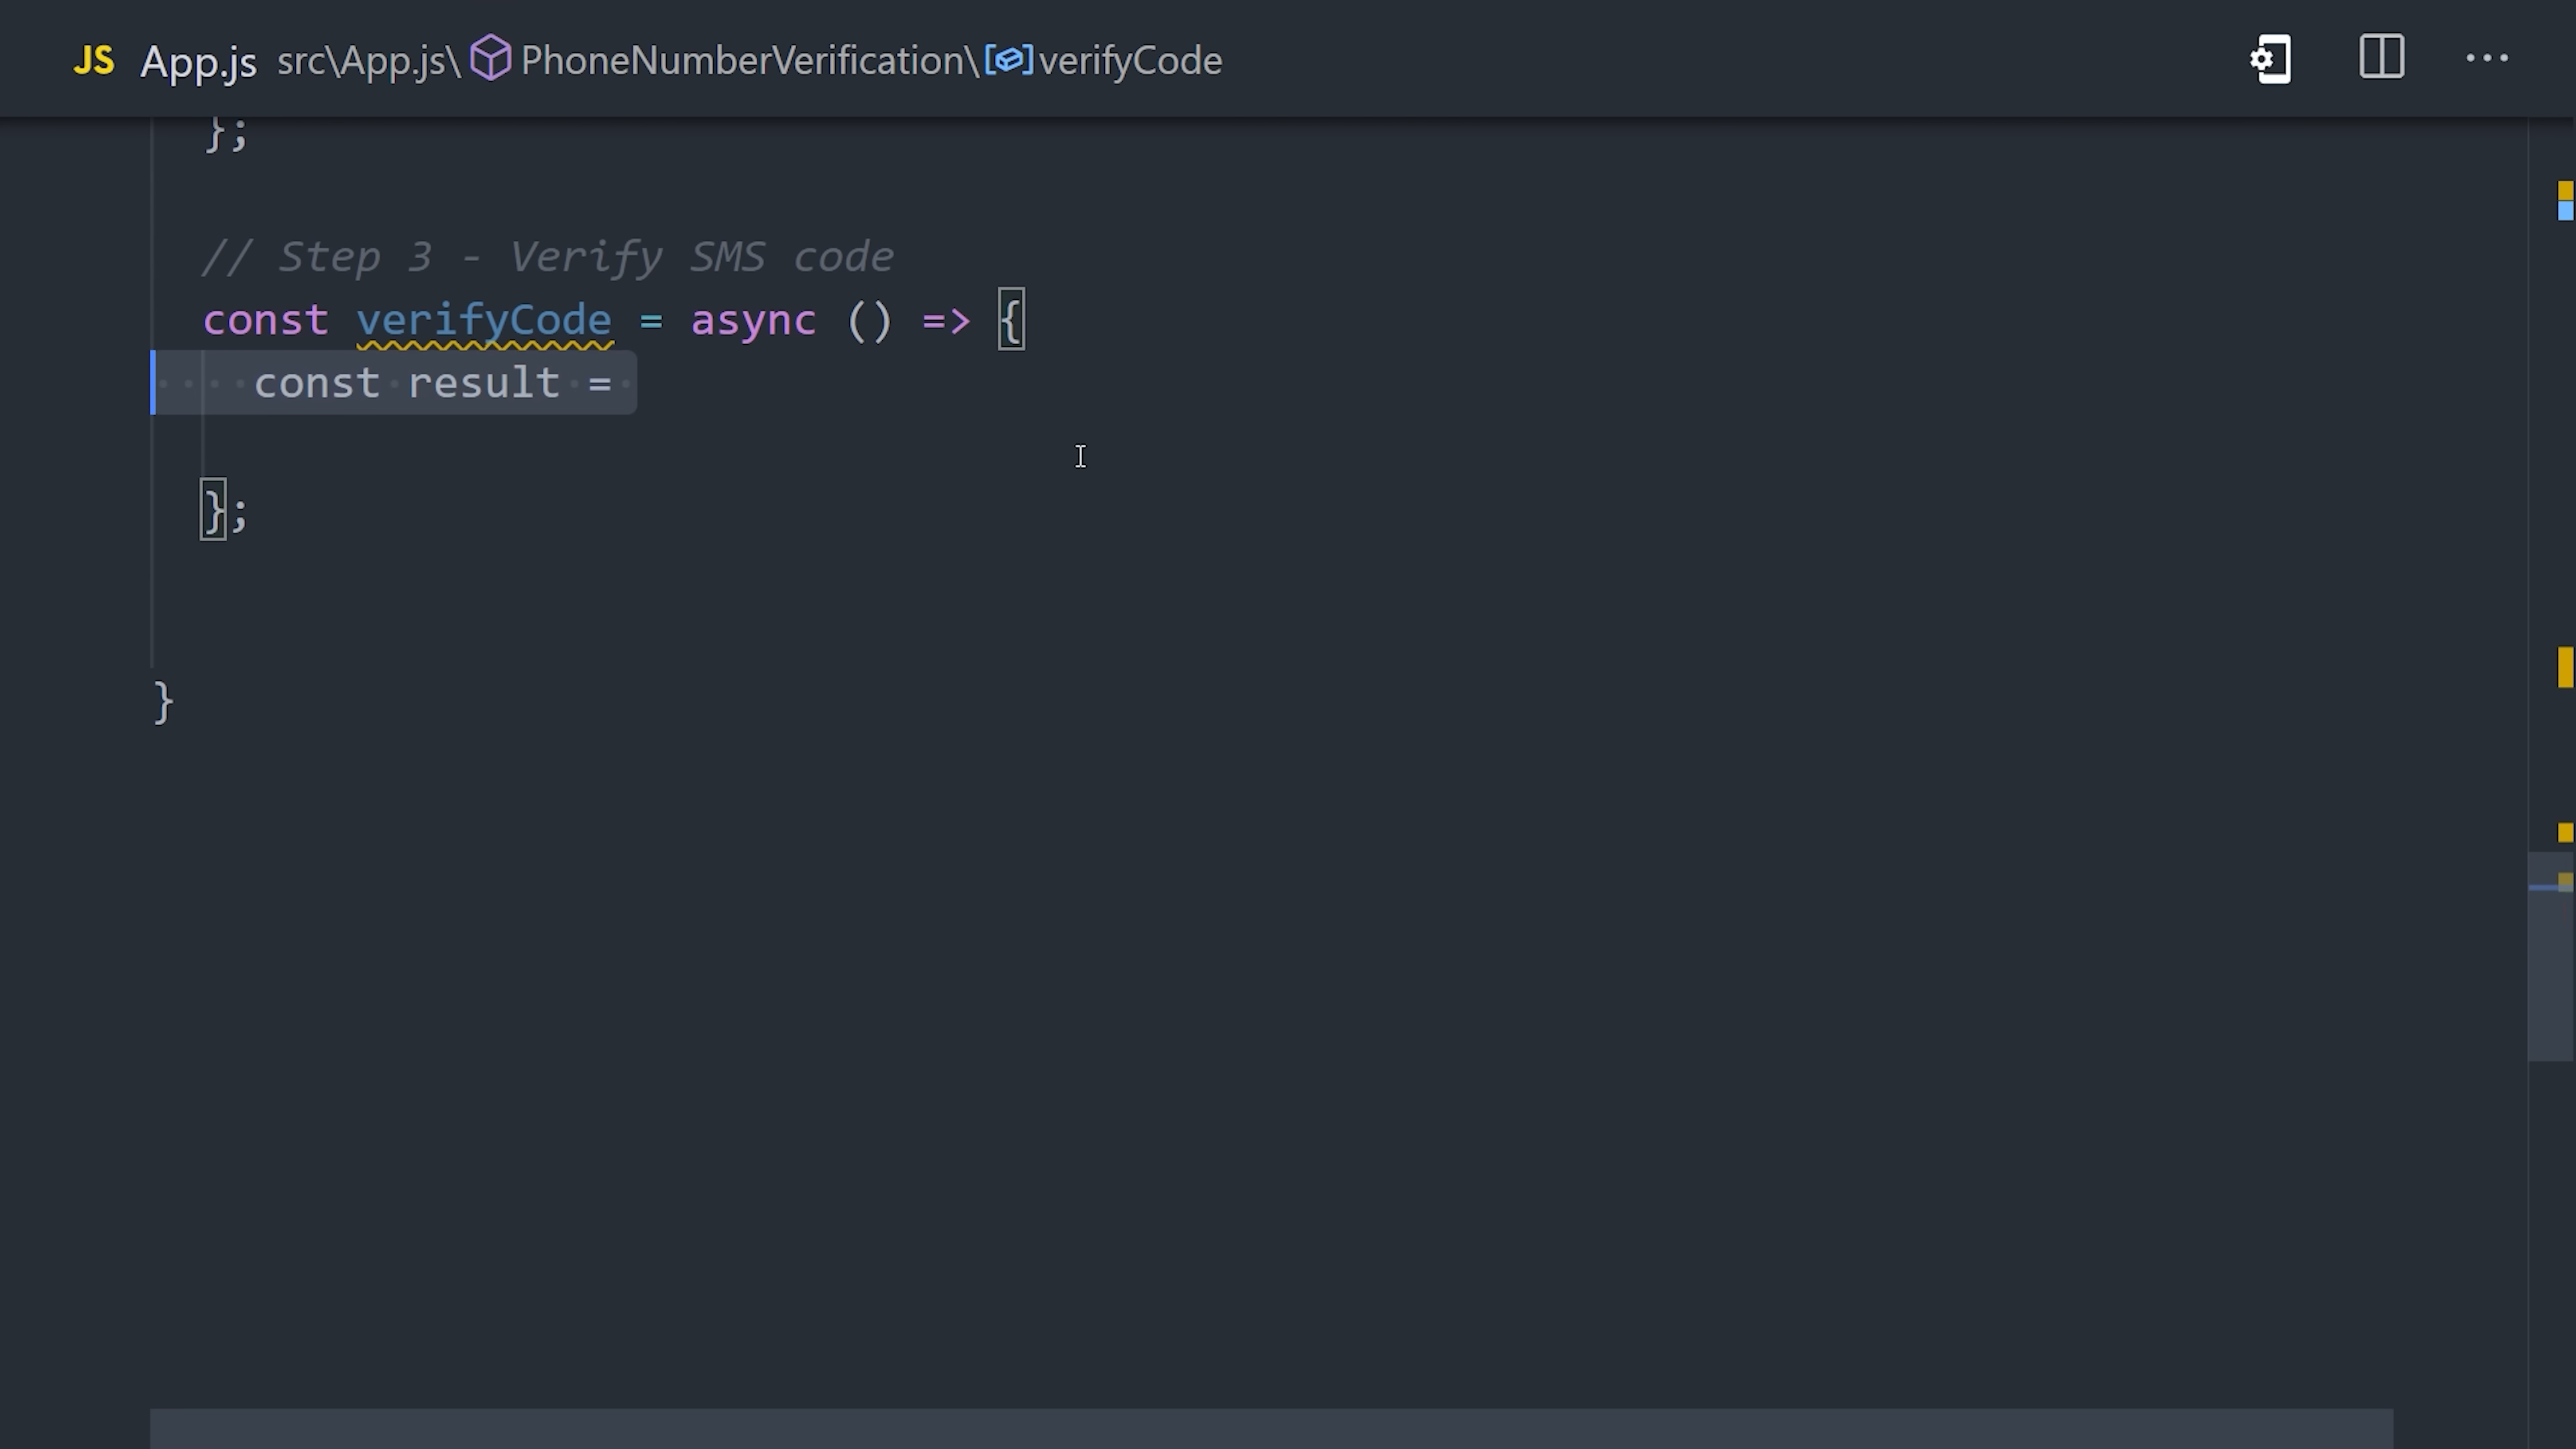 JS App.js src\App.js\PhoneNumberVerification\verifyCode
};
// Step 3 - Verify SMS code
const verifyCode = async () => {
const result =
};
}